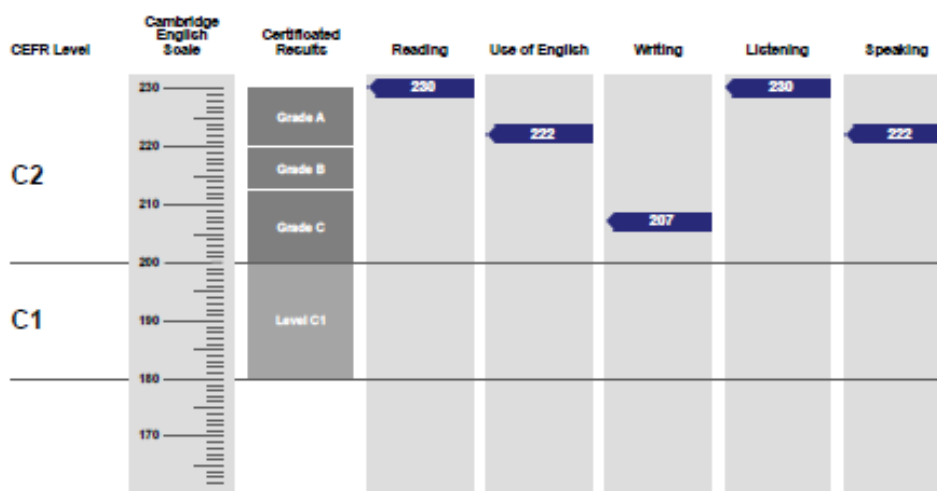 CEFR Level
Cambridge
English
Scale
Certificated
Results
Reading
Use of English
Writing
Listening
Speaking
230
220
210
200
190
180
170
C2
C1
Grade A
Grade B
Grade C
Level C1
230
222
207
230
222